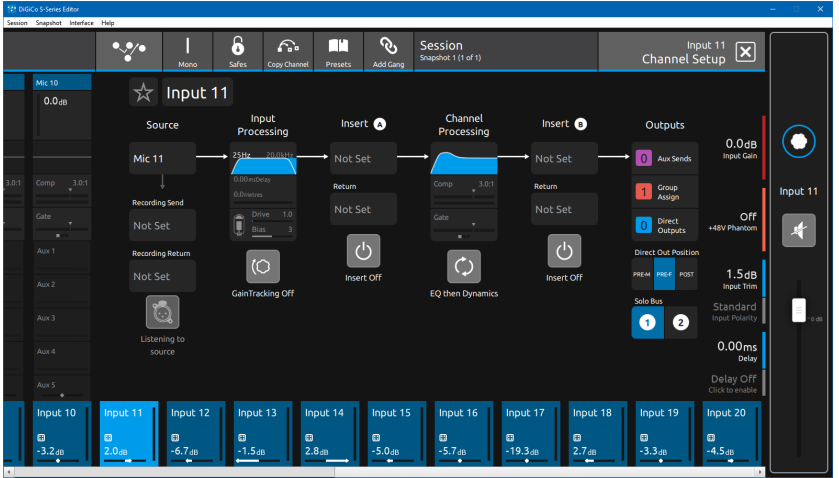 DiGiCo S-Series Editor
Session Snapshot Interface Help
Mono
Safes
Copy Channel
Presets
Add Gang
Session
Snapshot 1 (1 of 1)
Input 11
Channel Setup
Mic 10
0.0dB
3.0:1
Comp 3.0:1
Gate
Aux 1
Aux 2
Aux 3
Aux 4
Aux 5
Input 11
Source
Mic 11
Recording Send
Not Set
Recording Return
Not Set
Listening to
source
Input
Processing
25Hz 20.0kHz
0.00ms Delay
0.0 Metres
Drive 1.0
Bias 3
GainTracking Off
Insert A
Not Set
Return
Not Set
Insert Off
Channel
Processing
Comp 3.0:1
Gate
EQ then Dynamics
Insert B
Not Set
Return
Not Set
Insert Off
Outputs
0 Aux Sends
1 Group
Assign
0 Direct
Outputs
Direct Out Position
PRE-M PRE-F POST
Solo Bus
1 2
0.0dB
Input Gain
Off
+48V Phantom
1.5dB
Input Trim
Standard
Input Polarity
0.00ms
Delay
Delay Off
Click to enable
Input 11
0 dB
Input 10
-3.2dB
Input 11
2.0dB
Input 12
-6.7dB
Input 13
-1.5dB
Input 14
2.8dB
Input 15
-5.0dB
Input 16
-5.7dB
Input 17
-19.3dB
Input 18
2.7dB
Input 19
-3.3dB
Input 20
-4.5dB